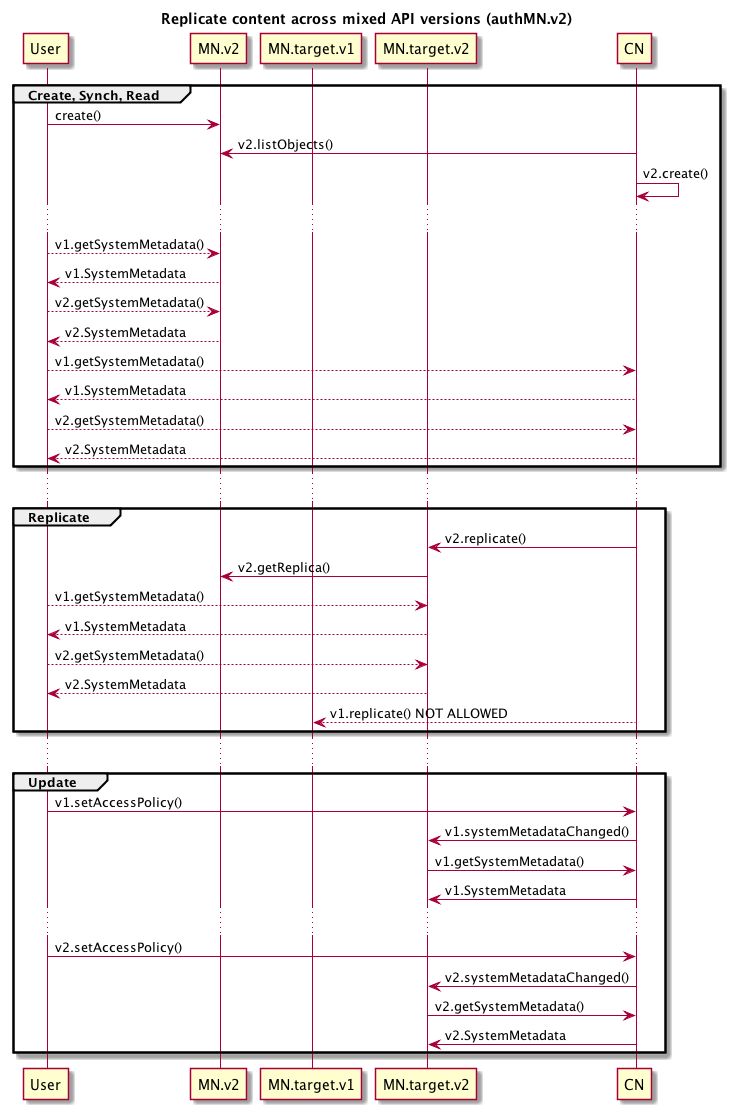 Replicate content across mixed API versions (authMN.v2)
User MN.v2 MN.target.v1 MN.target.v2 CN
Create, Synch, Read
create()
v2.listObjects()
v2.create()
v1.getSystemMetadata()
v1.SystemMetadata
v2.getSystemMetadata()
v2.SystemMetadata
v1.getSystemMetadata()
v1.SystemMetadata
v2.getSystemMetadata()
v2.SystemMetadata
Replicate
v2.replicate()
v2.getReplica()
v1.getSystemMetadata()
v1.SystemMetadata
v2.getSystemMetadata()
v2.SystemMetadata
v1.replicate() NOT ALLOWED
Update
v1.setAccessPolicy()
v1.systemMetadataChanged()
v1.getSystemMetadata()
v1.SystemMetadata
v2.setAccessPolicy()
v2.systemMetadataChanged()
v2.getSystemMetadata()
v2.SystemMetadata
User MN.v2 MN.target.v1 MN.target.v2 CN